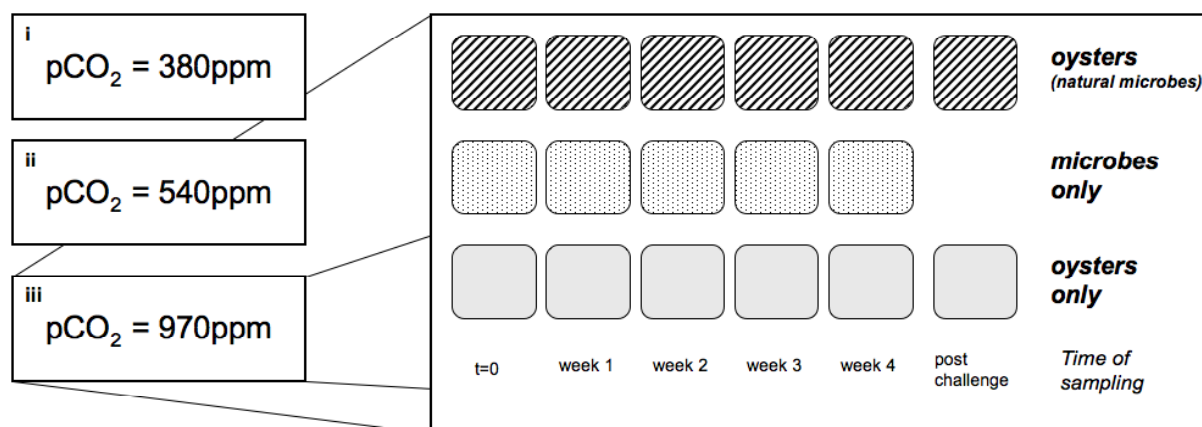 i
pCO₂ = 380ppm
ii
pCO₂ = 540ppm
iii
pCO₂ = 970ppm
oysters
(natural microbes)
microbes
only
oysters
only
t=0 week 1 week 2 week 3 week 4 post
challenge
Time of
sampling